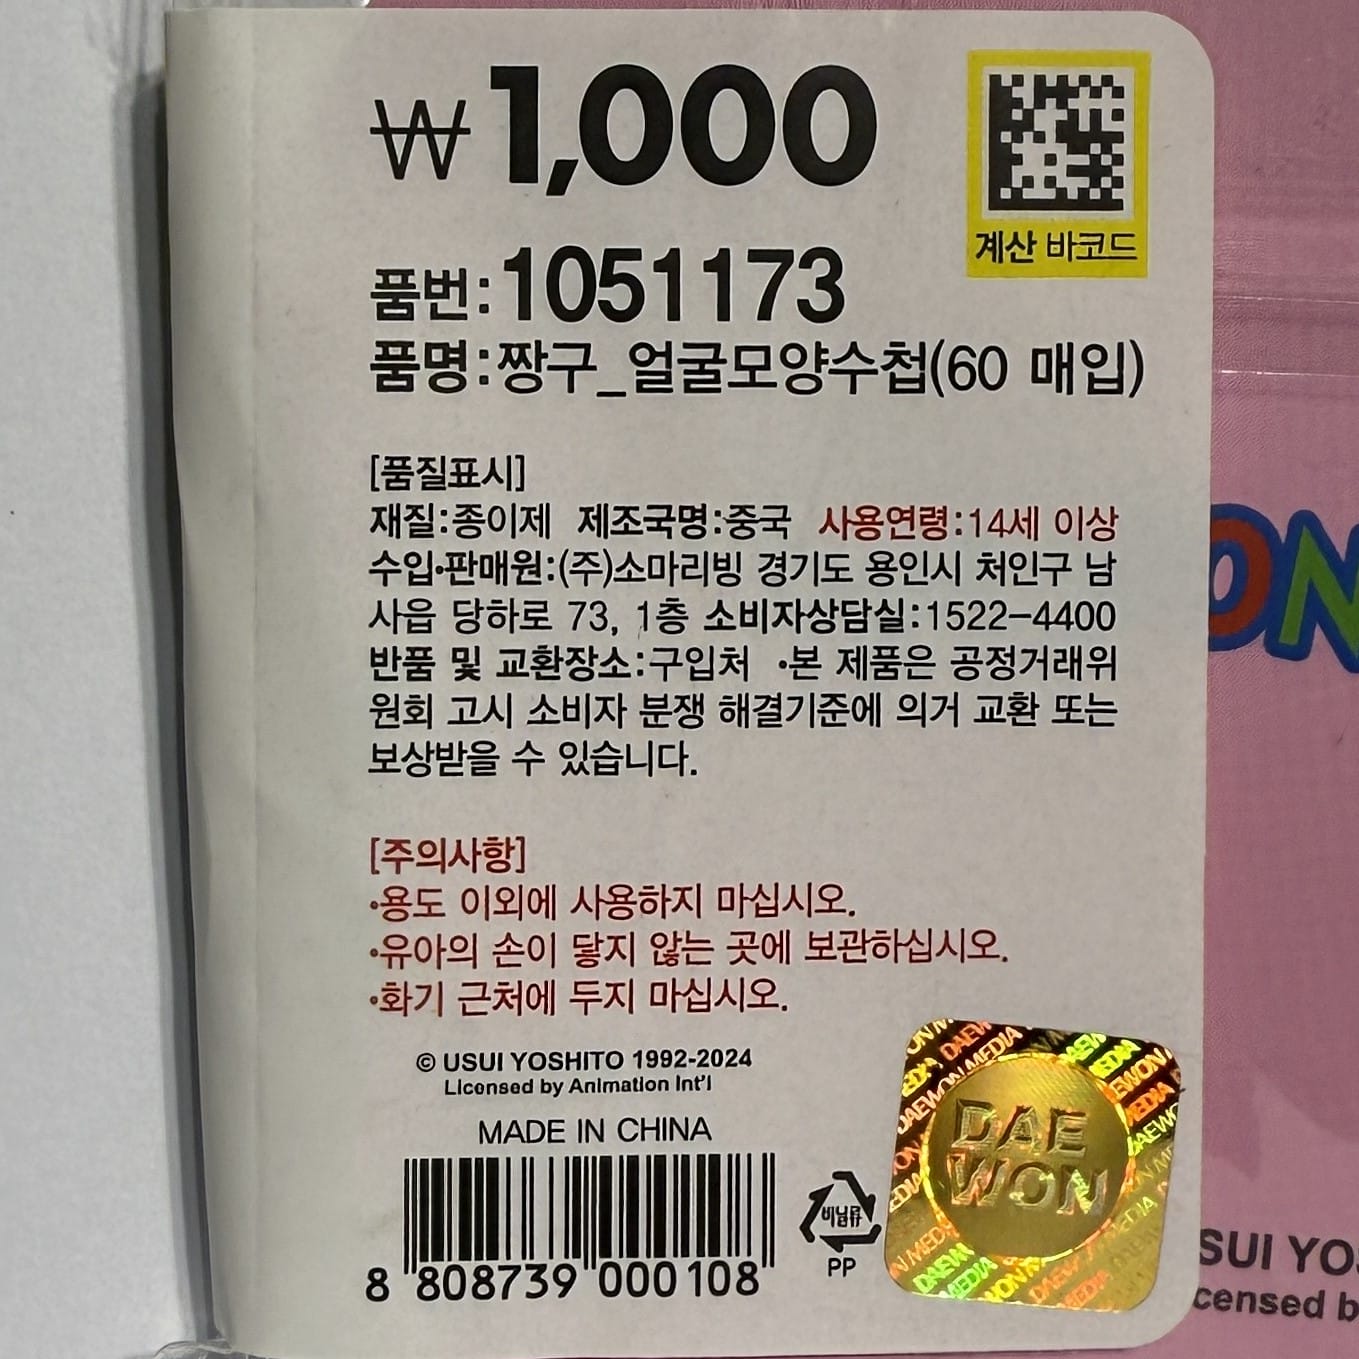 ₩1,000
계산 바코드
품번:1051173
품명:짱구_얼굴모양수첩(60 매입)
[품질표시]
재질:종이제 제조국명:중국 사용연령:14세 이상
수입•판매원:(주)소마리빙 경기도 용인시 처인구 남
사읍 당하로 73, 1층 소비자상담실:1522-4400
반품 및 교환장소:구입처 •본 제품은 공정거래위
원회 고시 소비자 분쟁 해결기준에 의거 교환 또는
보상받을 수 있습니다.
[주의사항]
•용도 이외에 사용하지 마십시오.
•유아의 손이 닿지 않는 곳에 보관하십시오.
•화기 근처에 두지 마십시오.
© USUI YOSHITO 1992-2024
Licensed by Animation Int'l
MADE IN CHINA
8 808739 000108
비닐류
PP
DAE
WON
DAEWON MEDIA
ON
SUI YO
censed b